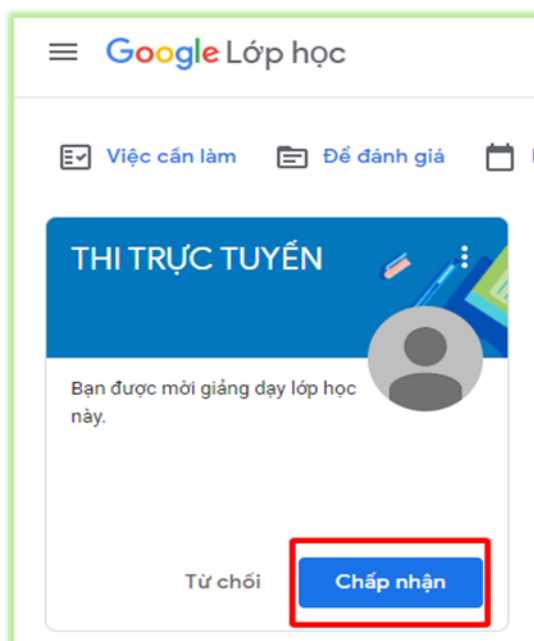 Google Lớp học
Việc cần làm Để đánh giá
THI TRỰC TUYẾN
Bạn được mời giảng dạy lớp học
này.
Từ chối Chấp nhận